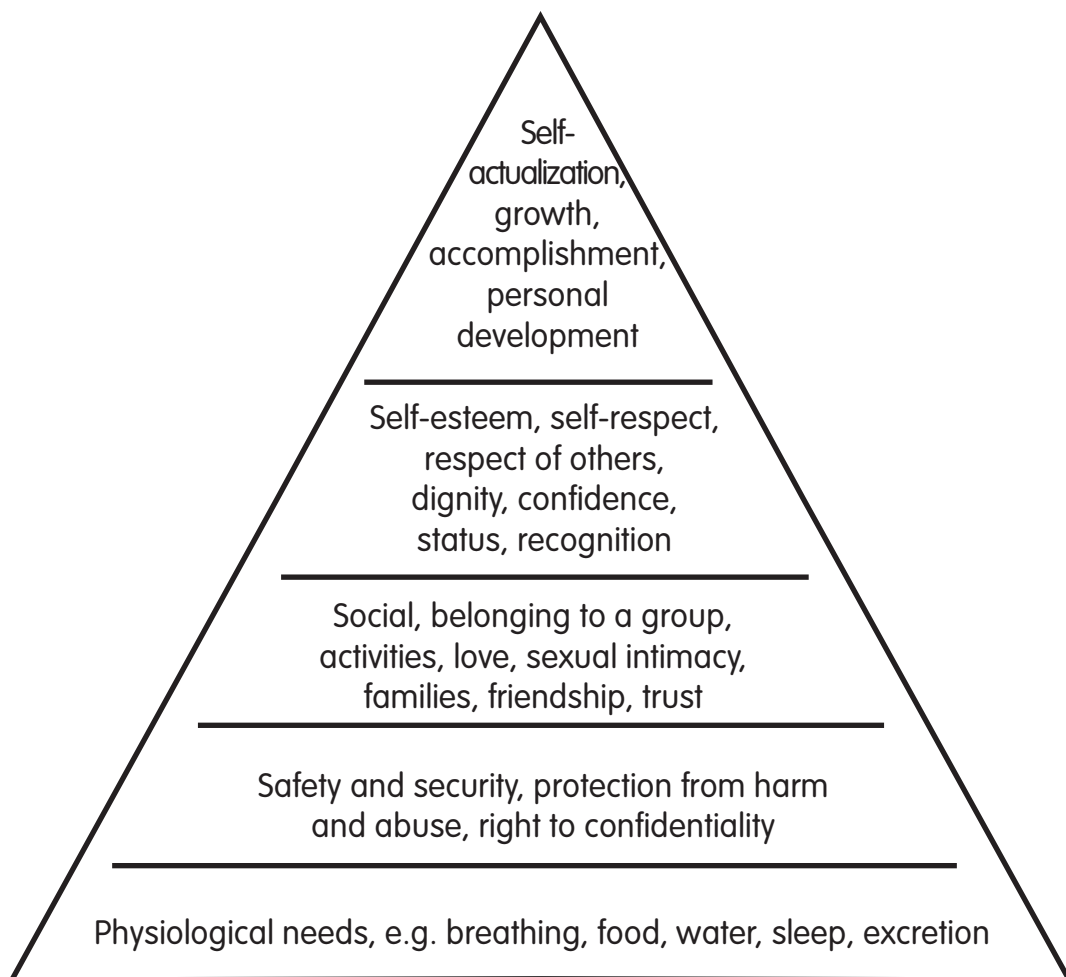 Self-
actualization,
growth,
accomplishment,
personal
development
Self-esteem, self-respect,
respect of others,
dignity, confidence,
status, recognition
Social, belonging to a group,
activities, love, sexual intimacy,
families, friendship, trust
Safety and security, protection from harm
and abuse, right to confidentiality
Physiological needs, e.g. breathing, food, water, sleep, excretion